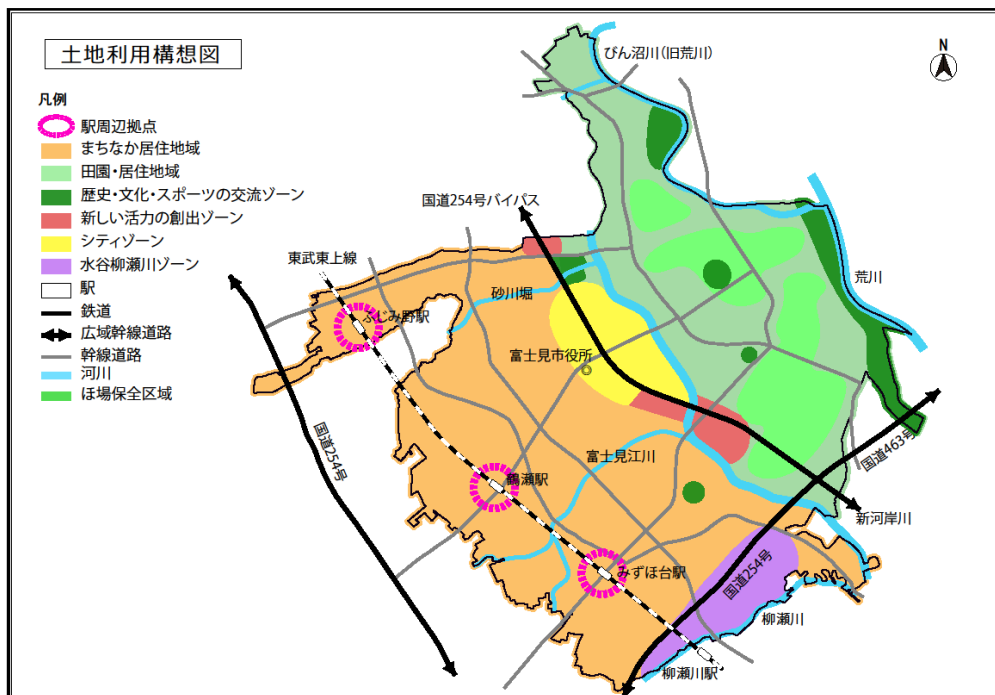 土地利用構想図
凡例
駅周辺拠点
まちなか居住地域
田園・居住地域
歴史・文化・スポーツの交流ゾーン
新しい活力の創出ゾーン
シティゾーン
水谷柳瀬川ゾーン
駅
鉄道
広域幹線道路
幹線道路
河川
ほ場保全区域
N
びん沼川(旧荒川)
国道254号バイパス
東武東上線
荒川
砂川堀
ふじみ野駅
富士見市役所
国道254号
国道463号
富士見江川
鶴瀬駅
新河岸川
みずほ台駅
国道254号
柳瀬川
柳瀬川駅